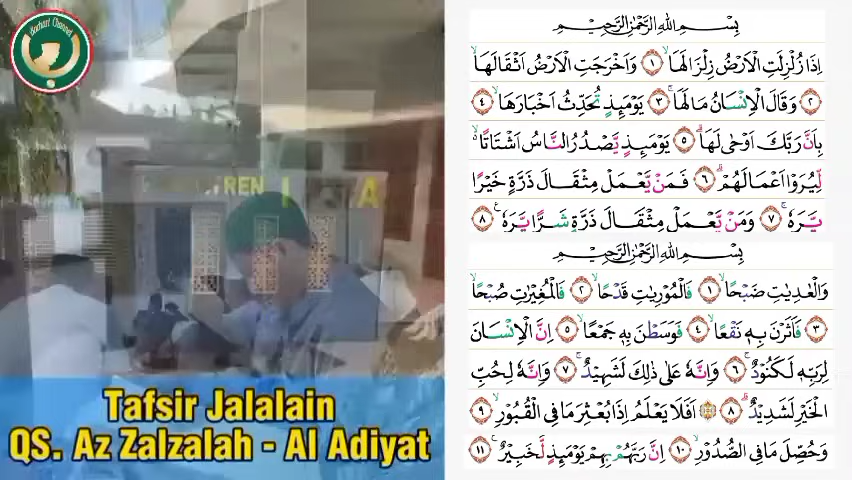 Tafsir Jalalain
QS. Az Zalzalah - Al Adiyat
بِسْمِ اللهِ الرَّحْمٰنِ الرَّحِيْمِ
اِذَا زُلْزِلَتِ الْاَرْضُ زِلْزَالَهَاۙ ١ وَاَخْرَجَتِ الْاَرْضُ اَثْقَالَهَاۙ
٢ وَقَالَ الْاِنْسَانُ مَا لَهَاۚ ٣ يَوْمَئِذٍ تُحَدِّثُ اَخْبَارَهَاۙ ٤
بِاَنَّ رَبَّكَ اَوْحٰى لَهَاۗ ٥ يَوْمَئِذٍ يَّصْدُرُ النَّاسُ اَشْتَاتًا ەۙ
لِّيُرَوْا اَعْمَالَهُمْۗ ٦ فَمَنْ يَّعْمَلْ مِثْقَالَ ذَرَّةٍ خَيْرًا
يَّرَهٗۚ ٧ وَمَنْ يَّعْمَلْ مِثْقَالَ ذَرَّةٍ شَرًّا يَّرَهٗ ࣖ ٨
بِسْمِ اللهِ الرَّحْمٰنِ الرَّحِيْمِ
وَالْعٰدِيٰتِ ضَبْحًاۙ ١ فَالْمُوْرِيٰتِ قَدْحًاۙ ٢ فَالْمُغِيْرٰتِ صُبْحًاۙ
٣ فَاَثَرْنَ بِهٖ نَقْعًاۙ ٤ فَوَسَطْنَ بِهٖ جَمْعًاۙ ٥ اِنَّ الْاِنْسَانَ
لِرَبِّهٖ لَكَنُوْدٌۚ ٦ وَاِنَّهٗ عَلٰى ذٰلِكَ لَشَهِيْدٌۚ ٧ وَاِنَّهٗ لِحُبِّ
الْخَيْرِ لَشَدِيْدٌۗ ٨ ۞ اَفَلَا يَعْلَمُ اِذَا بُعْثِرَ مَا فِى الْقُبُوْرِۙ ٩
وَحُصِّلَ مَا فِى الصُّدُوْرِۙ ١٠ اِنَّ رَبَّهُمْ بِهِمْ يَوْمَئِذٍ لَّخَبِيْرٌ ࣖ ١١